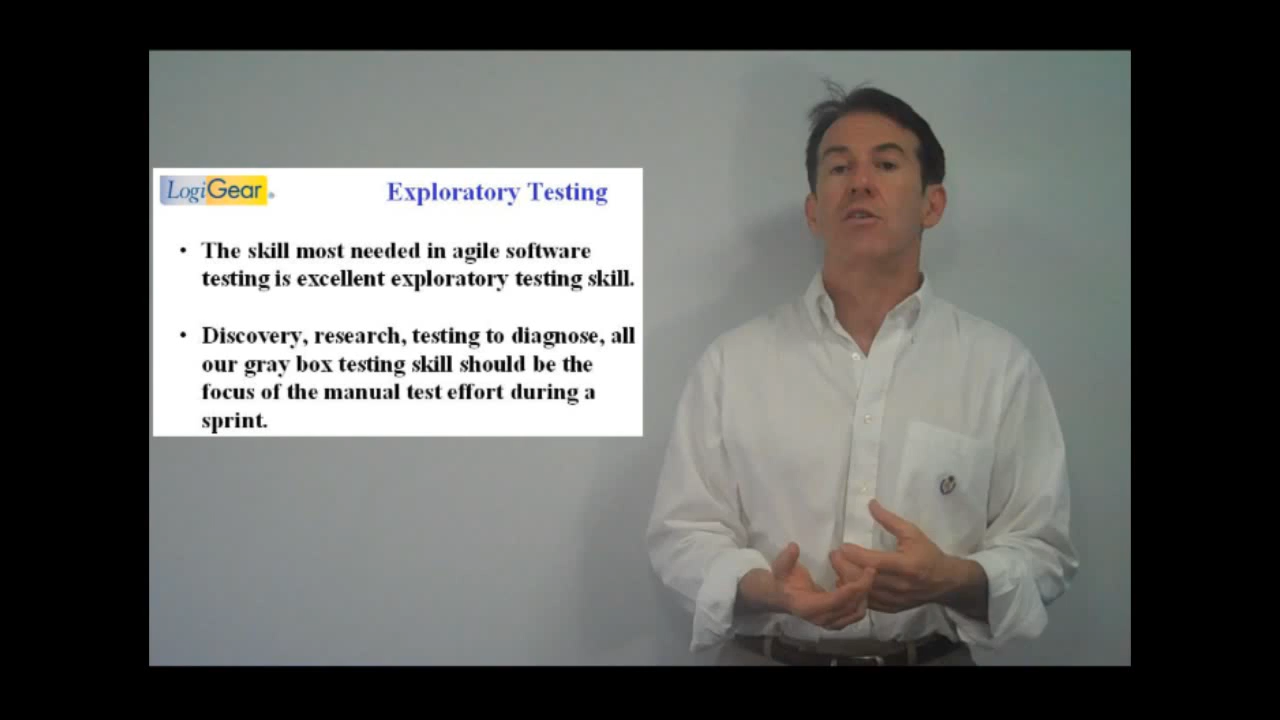 LogiGear
Exploratory Testing
• The skill most needed in agile software
testing is excellent exploratory testing skill.
• Discovery, research, testing to diagnose, all
our gray box testing skill should be the
focus of the manual test effort during a
sprint.